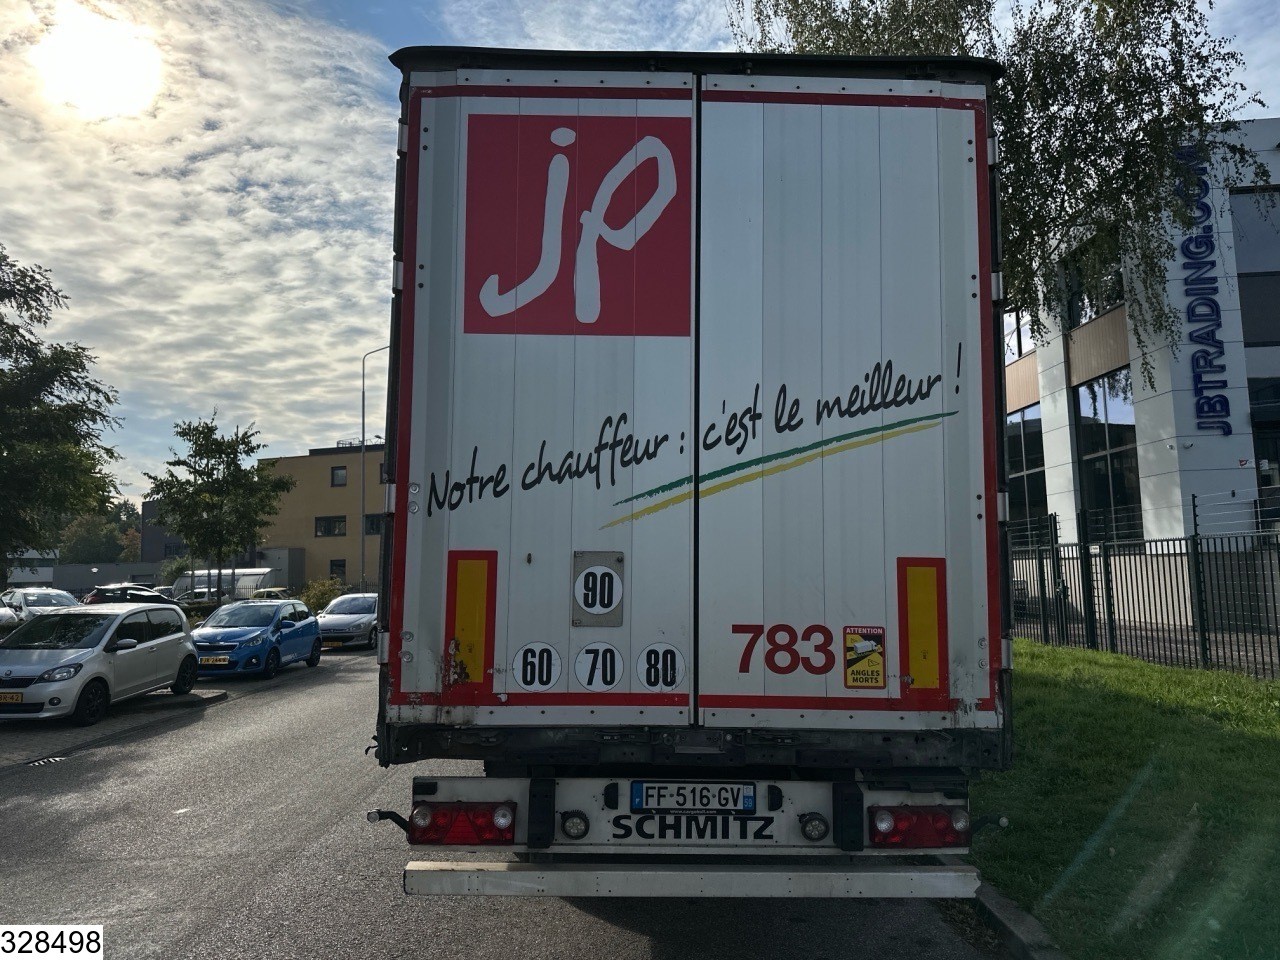 jp
Notre chauffeur : c'est le meilleur !
90
60 70 80
783
ATTENTION
ANGLES
MORTS
F FF-516-GV 59
SCHMITZ
JBTRADING.COM
328498